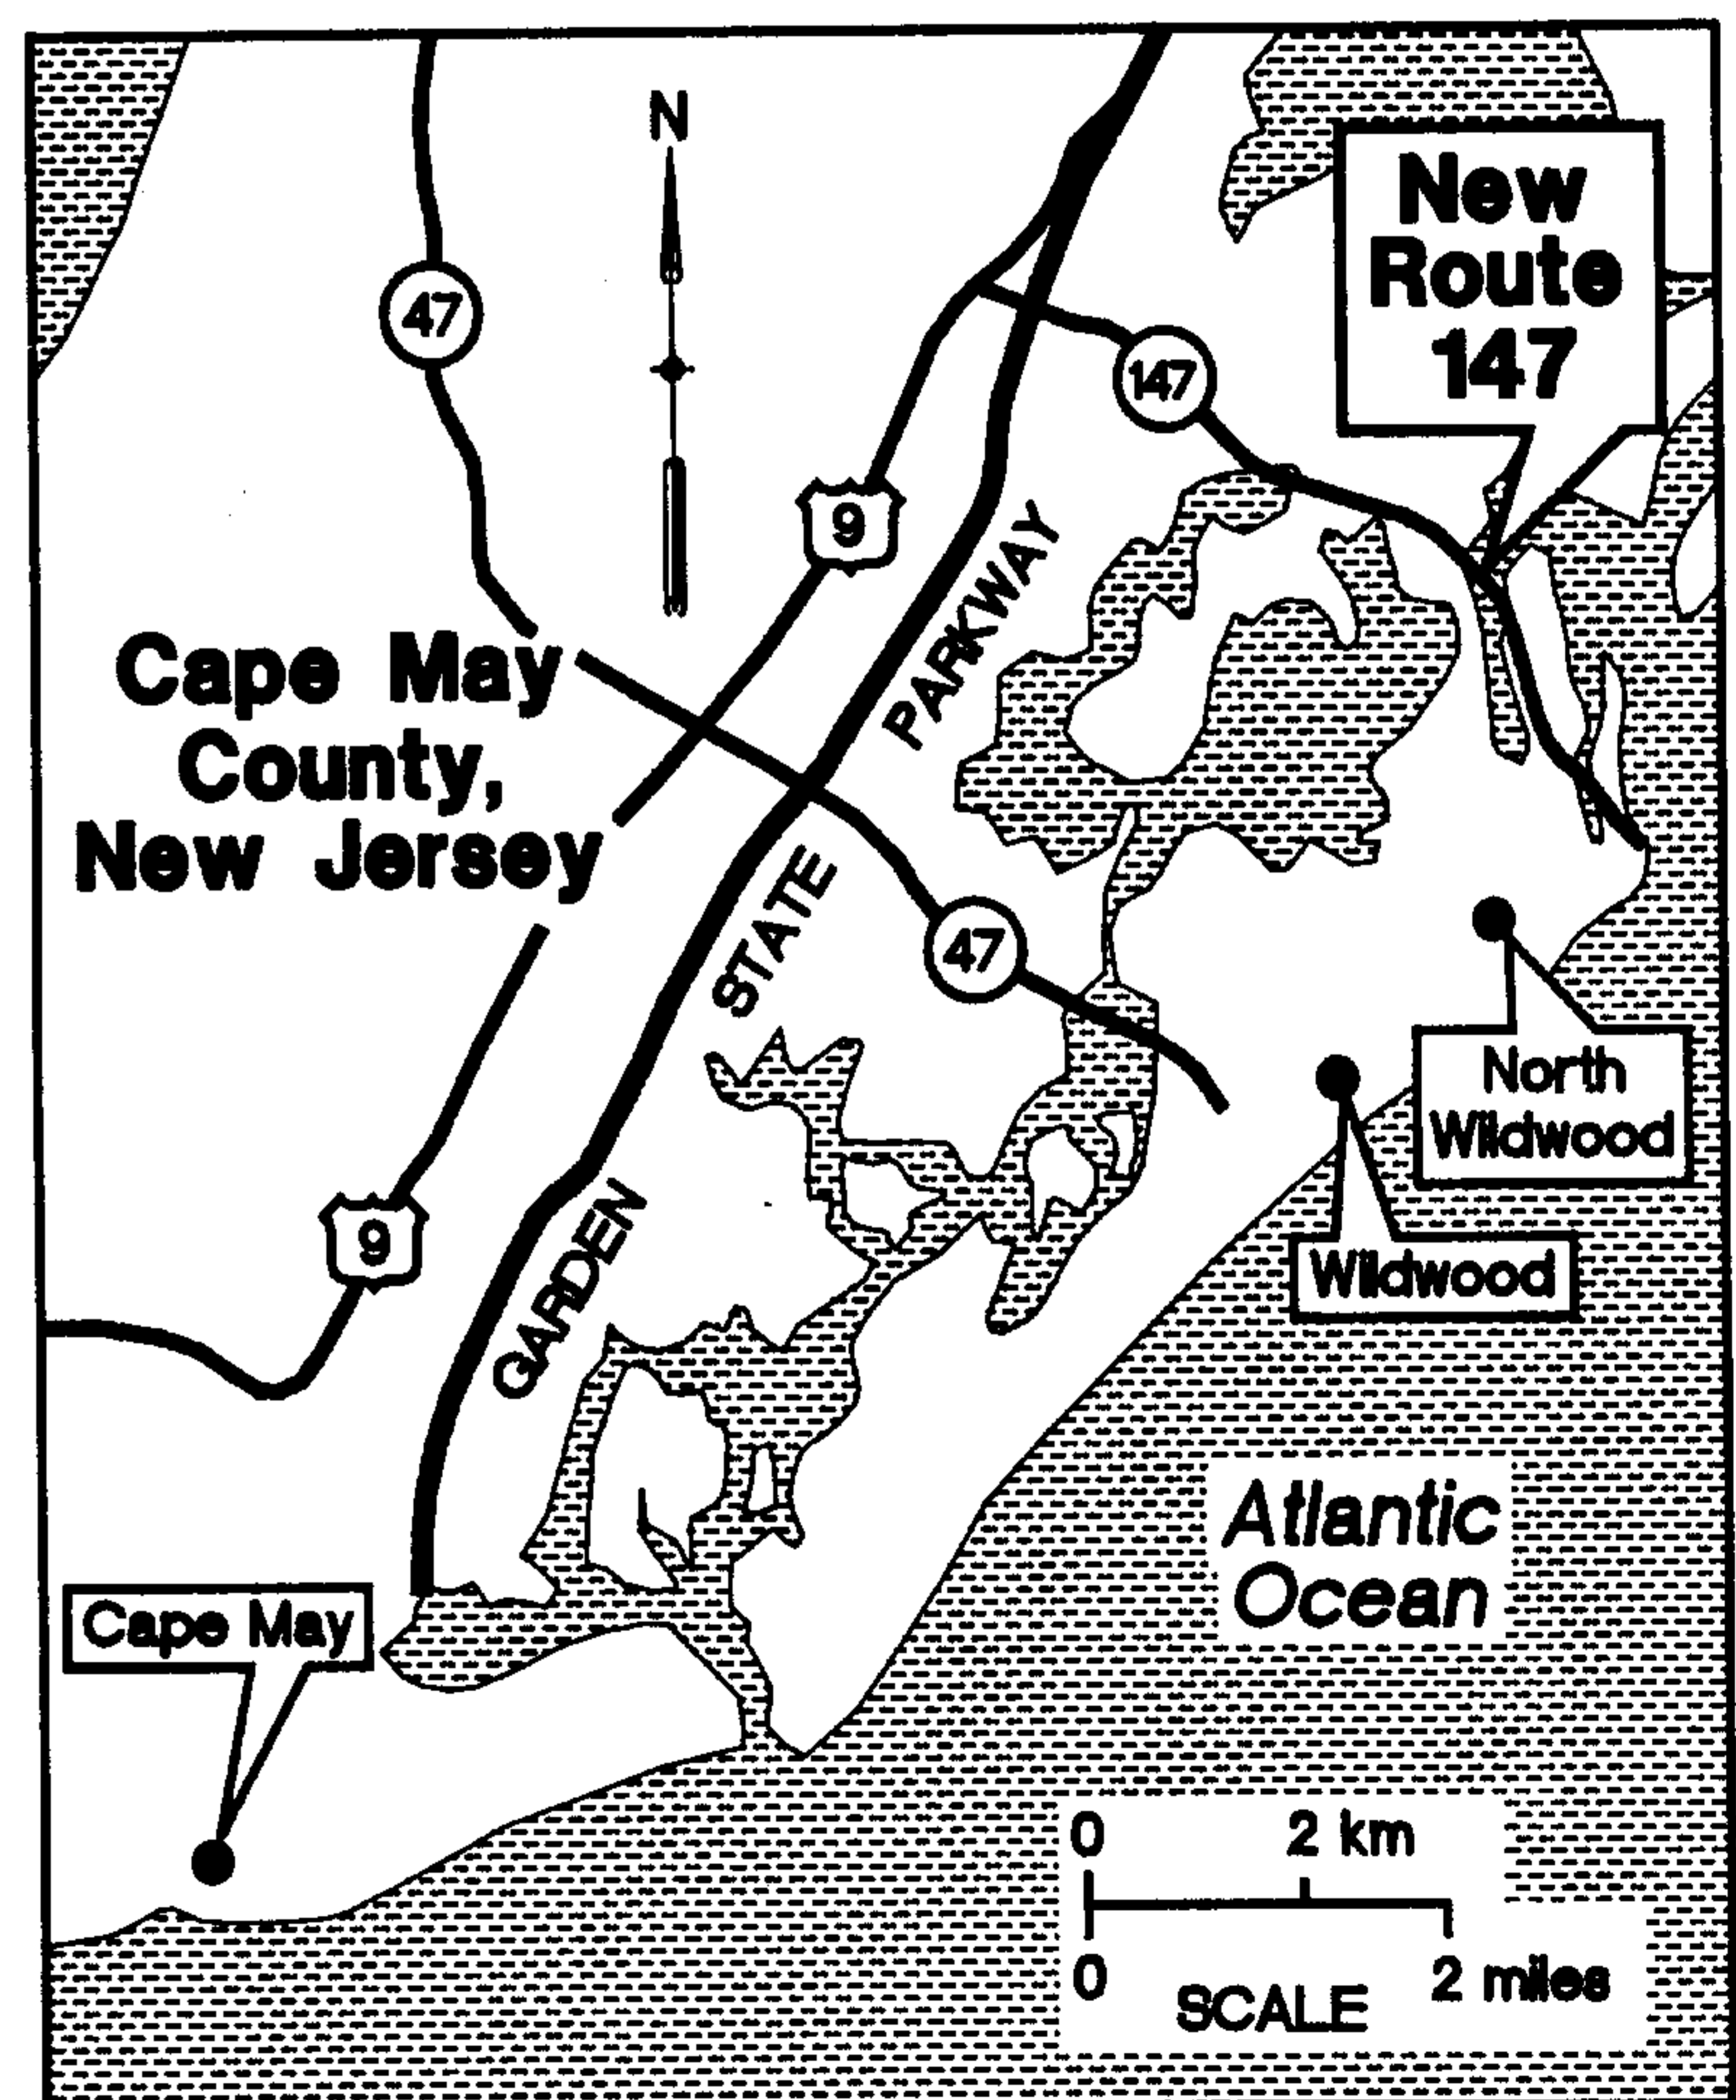 N
New
Route
147
47
147
9
PARKWAY
Cape May
County,
New Jersey
STATE
47
North
Wildwood
9
GARDEN
Wildwood
Atlantic
Ocean
Cape May
0 2 km
0 2 miles
SCALE